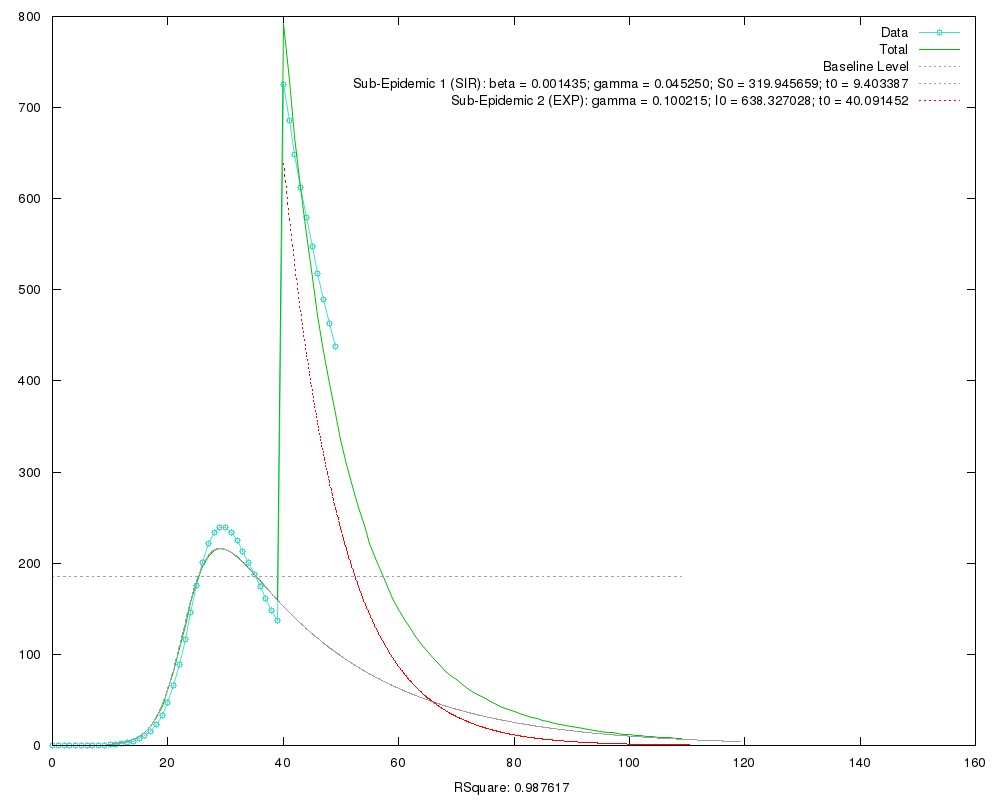 800
700
600
500
400
300
200
100
0
Data
Total
Baseline Level
Sub-Epidemic 1 (SIR): beta = 0.001435; gamma = 0.045250; S0 = 319.945659; t0 = 9.403387
Sub-Epidemic 2 (EXP): gamma = 0.100215; I0 = 638.327028; t0 = 40.091452
0 20 40 60 80 100 120 140 160
RSquare: 0.987617